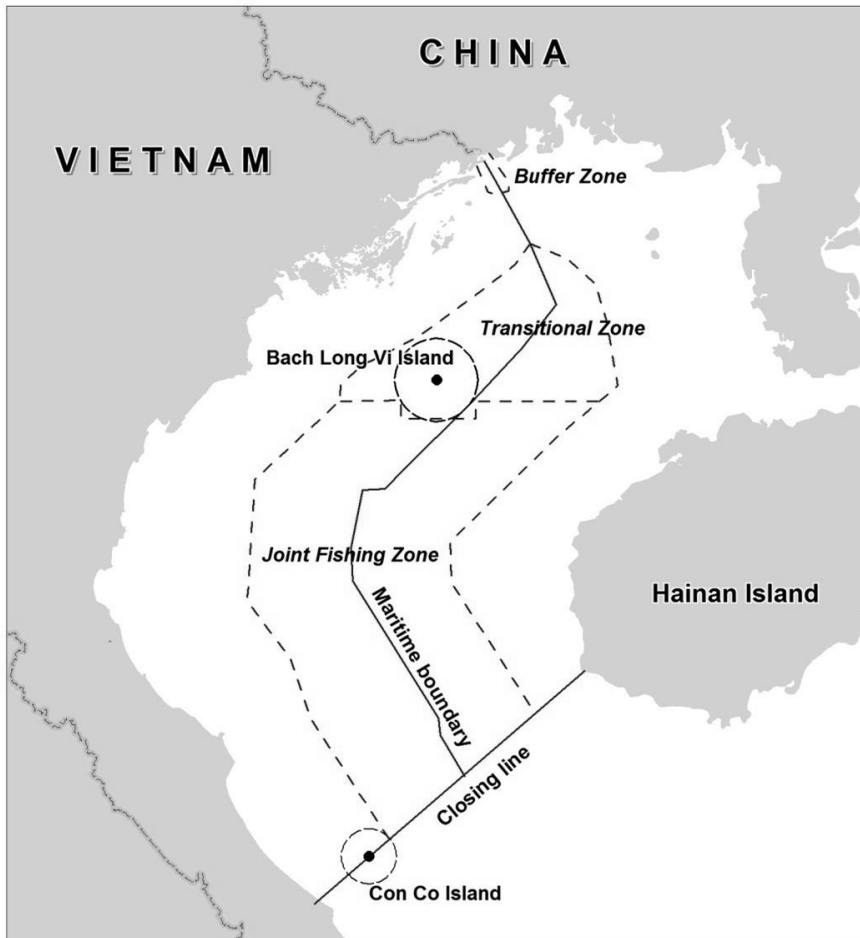 CHINA
VIETNAM
Buffer Zone
Transitional Zone
Bach Long Vi Island
Joint Fishing Zone
Hainan Island
Maritime boundary
Closing line
Con Co Island